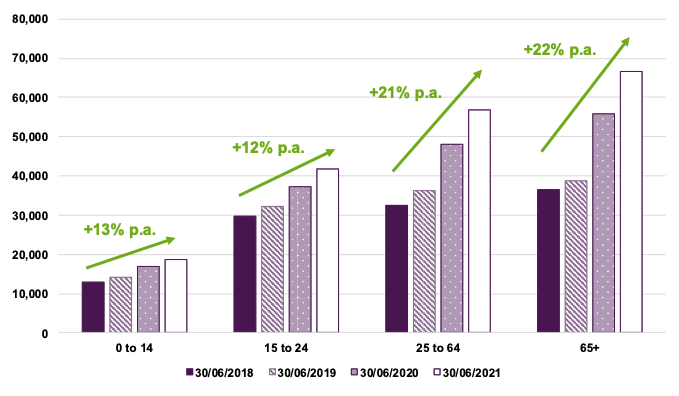 80,000
70,000
60,000
50,000
40,000
30,000
20,000
10,000
0
+13% p.a.
+12% p.a.
+21% p.a.
+22% p.a.
0 to 14
15 to 24
25 to 64
65+
30/06/2018
30/06/2019
30/06/2020
30/06/2021